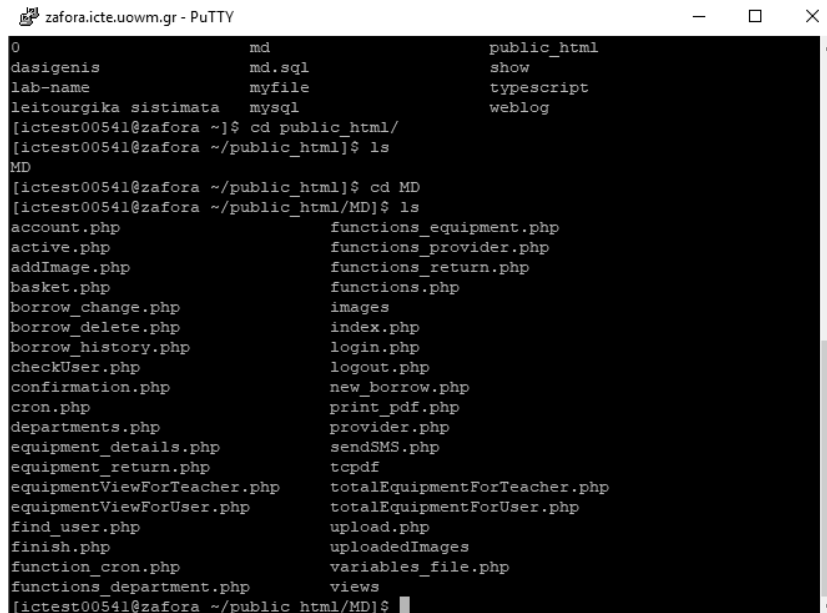 zafora.icte.uowm.gr - PuTTY
0 md public_html
dasigenis md.sql show
lab-name myfile typescript
leitourgika sistimata mysql weblog
[ictest00541@zafora ~]$ cd public_html/
[ictest00541@zafora ~/public_html]$ ls
MD
[ictest00541@zafora ~/public_html]$ cd MD
[ictest00541@zafora ~/public_html/MD]$ ls
account.php functions_equipment.php
active.php functions_provider.php
addImage.php functions_return.php
basket.php functions.php
borrow_change.php images
borrow_delete.php index.php
borrow_history.php login.php
checkUser.php logout.php
confirmation.php new_borrow.php
cron.php print_pdf.php
departments.php provider.php
equipment_details.php sendSMS.php
equipment_return.php tcpdf
equipmentViewForTeacher.php totalEquipmentForTeacher.php
equipmentViewForUser.php totalEquipmentForUser.php
find_user.php upload.php
finish.php uploadedImages
function_cron.php variables_file.php
functions_department.php views
[ictest00541@zafora ~/public_html/MD]$